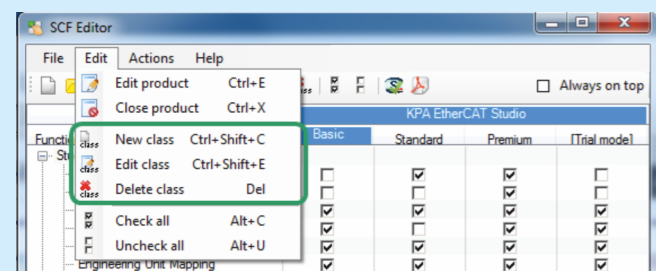 SCF Editor
File Edit Actions Help
Edit product Ctrl+E
Always on top
Close product Ctrl+X
KPA EtherCAT Studio
New class Ctrl+Shift+C
Basic Standard Premium [Trial mode]
Edit class Ctrl+Shift+E
Delete class Del
Check all Alt+C
Uncheck all Alt+U
Engineering Unit Mapping